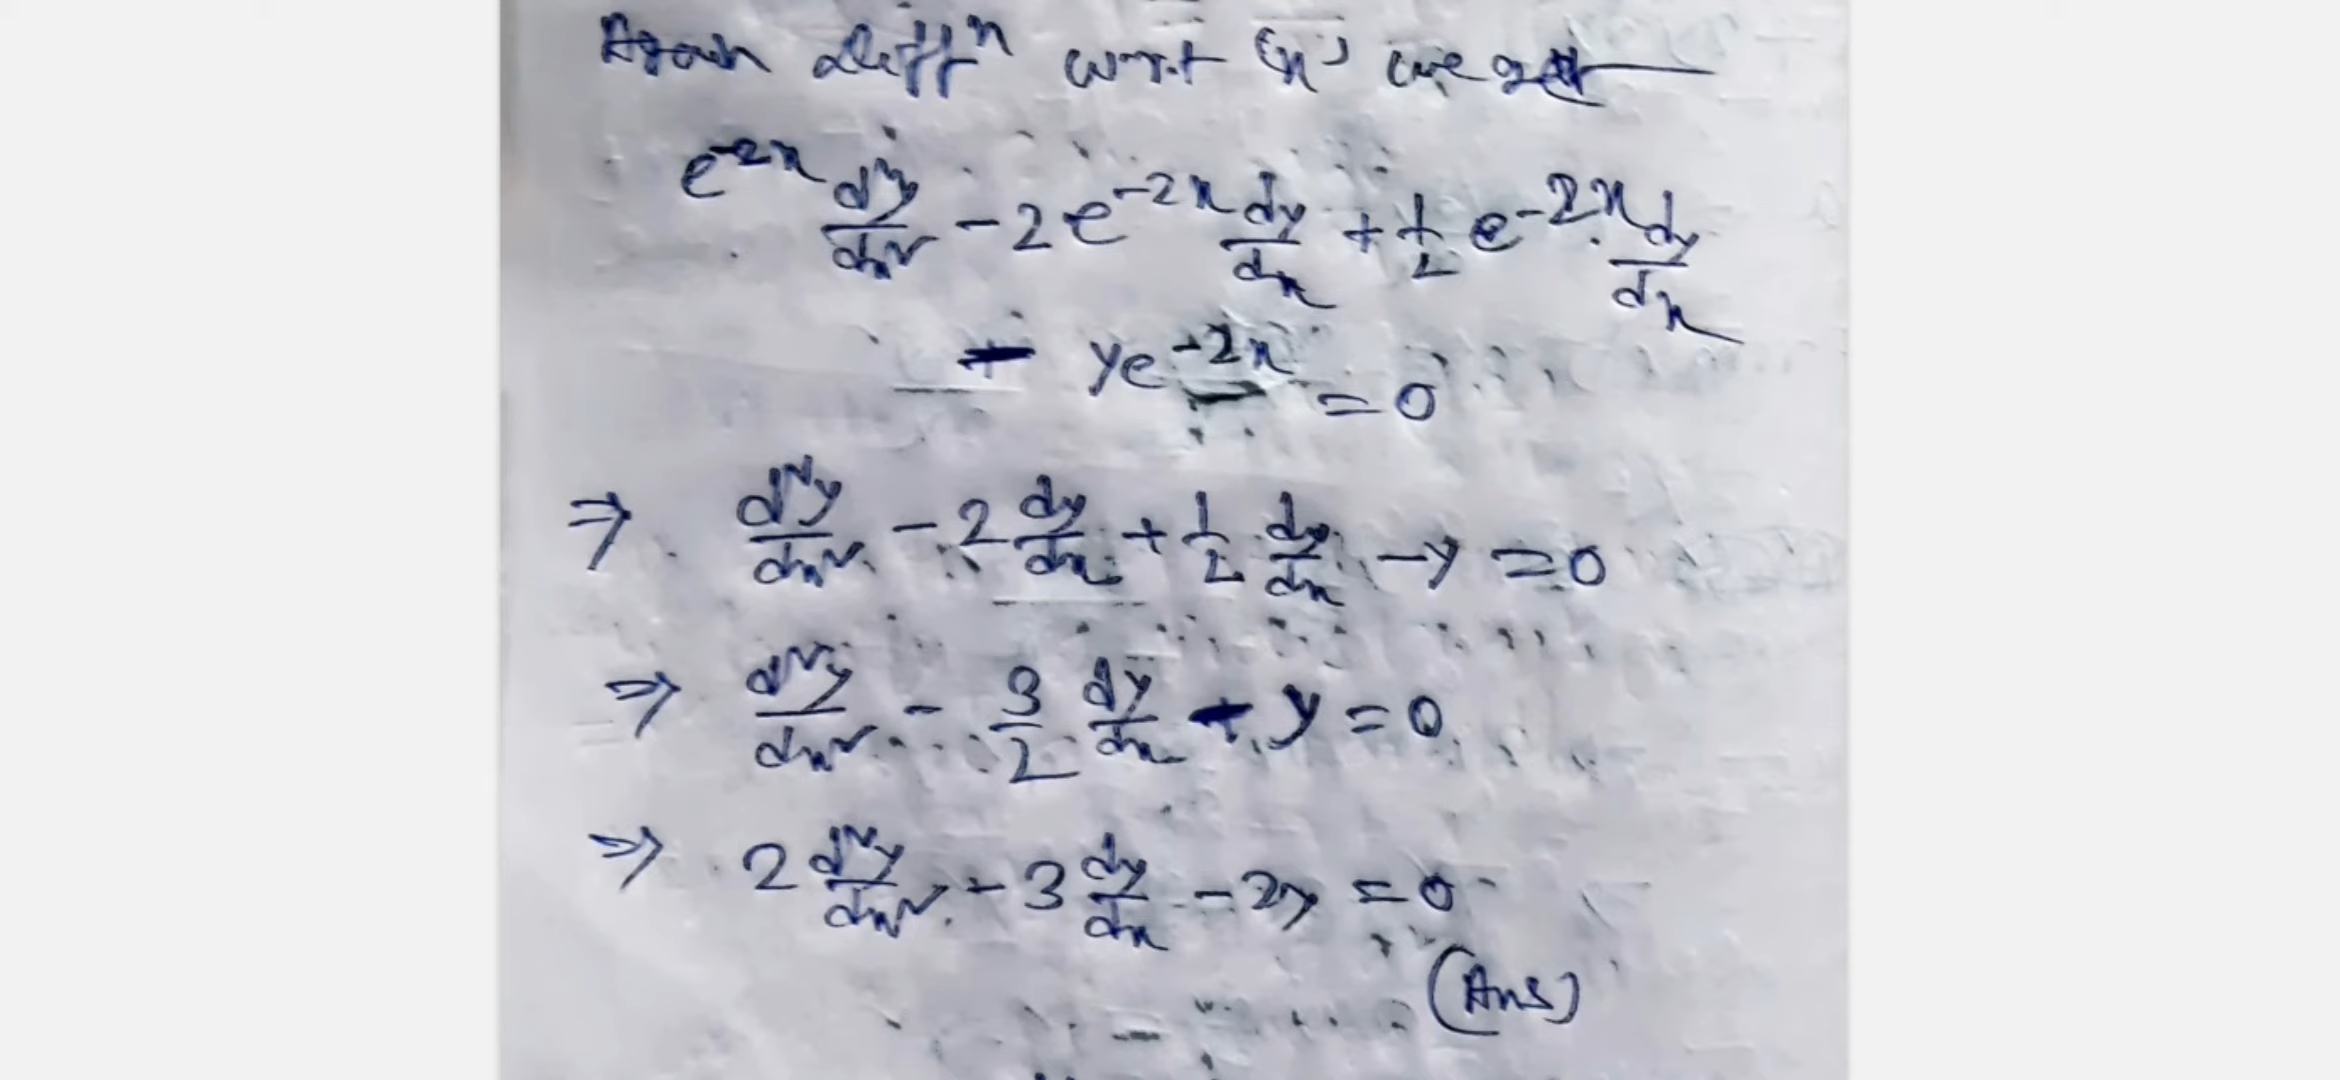 Again diffⁿ w.r.t 'x' we get
e^-2x d²y/dx² - 2e^-2x dy/dx + 1/2 e^-2x dy/dx
- ye^-2x = 0
⇒ d²y/dx² - 2 dy/dx + 1/2 dy/dx - y = 0
⇒ d²y/dx² - 3/2 dy/dx - y = 0
⇒ 2 d²y/dx² - 3 dy/dx - 2y = 0
(Ans)